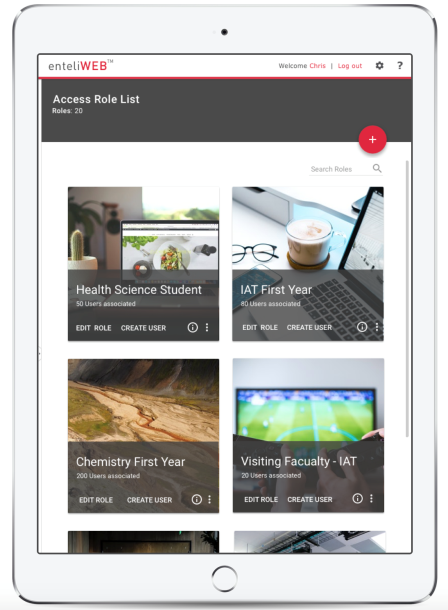 enteliWEB™
Welcome Chris | Log out ?
Access Role List
Roles: 20
+
Search Roles
Health Science Student
50 Users associated
EDIT ROLE CREATE USER
IAT First Year
80 Users associated
EDIT ROLE CREATE USER
Chemistry First Year
200 Users associated
EDIT ROLE CREATE USER
Visiting Facualty - IAT
20 Users associated
EDIT ROLE CREATE USER